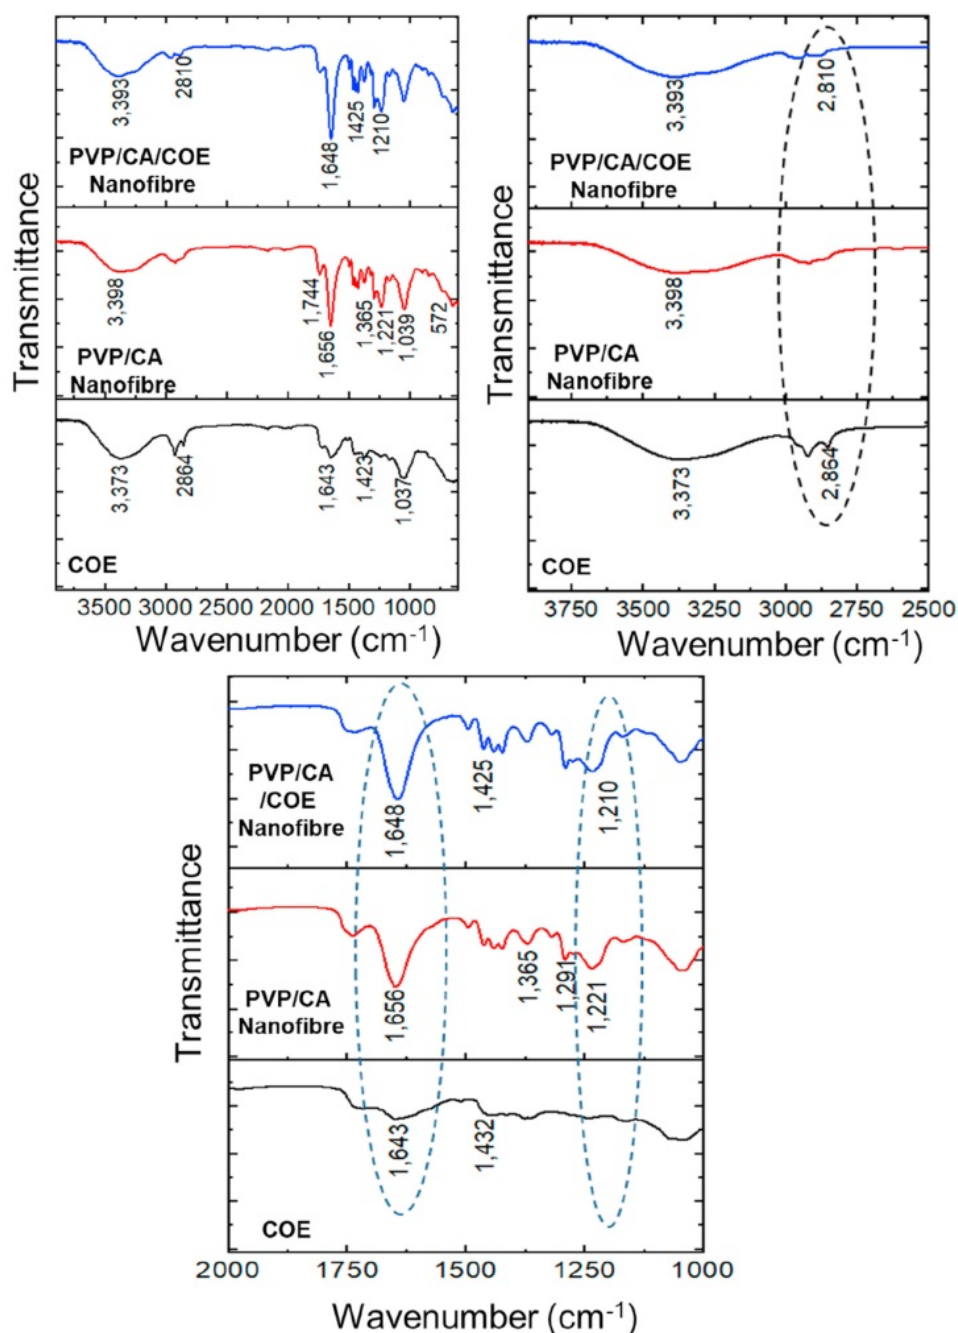 Transmittance
3,393
2810
1,648
1425
1210
PVP/CA/COE
Nanofibre
3,398
1,744
1,656
1,365
1,221
1,039
572
PVP/CA
Nanofibre
3,373
2864
1,643
1,423
1,037
COE
3500 3000 2500 2000 1500 1000
Wavenumber (cm-1)
Transmittance
3,393
2,810
PVP/CA/COE
Nanofibre
3,398
PVP/CA
Nanofibre
3,373
2,864
COE
3750 3500 3250 3000 2750 2500
Wavenumber (cm-1)
Transmittance
PVP/CA
/COE
Nanofibre
1,648
1,425
1,210
PVP/CA
Nanofibre
1,656
1,365
1,291
1,221
1,643
1,432
COE
2000 1750 1500 1250 1000
Wavenumber (cm-1)